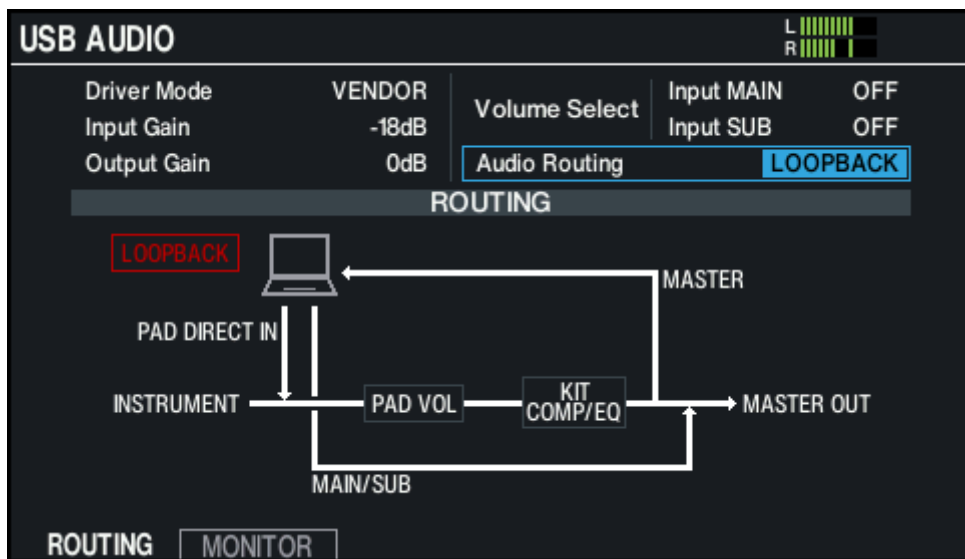 USB AUDIO
L
R
Driver Mode VENDOR
Input Gain -18dB
Output Gain 0dB
Volume Select
Input MAIN OFF
Input SUB OFF
Audio Routing LOOPBACK
ROUTING
LOOPBACK
MASTER
PAD DIRECT IN
INSTRUMENT
PAD VOL
KIT
COMP/EQ
MASTER OUT
MAIN/SUB
ROUTING MONITOR